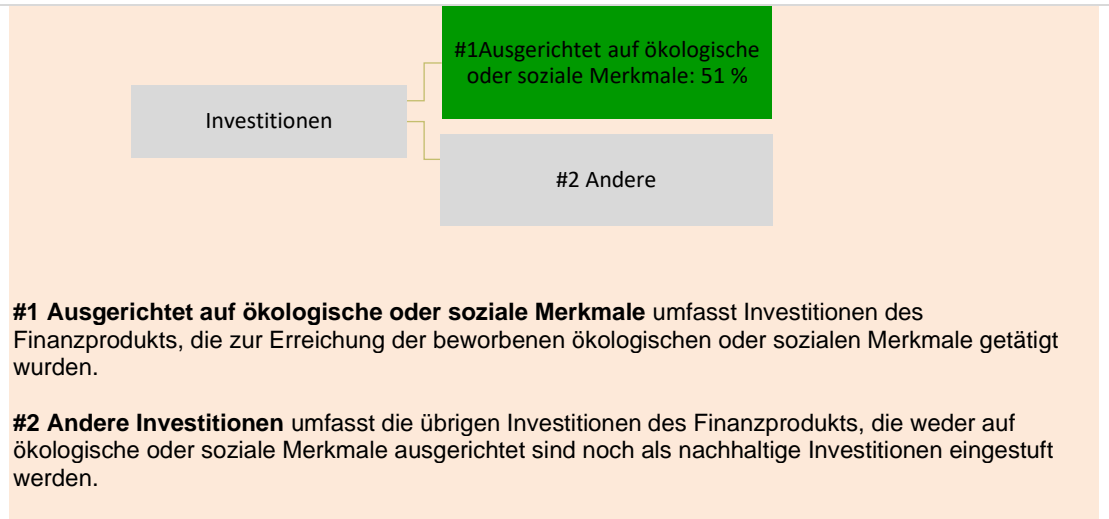 #1Ausgerichtet auf ökologische
oder soziale Merkmale: 51 %
Investitionen
#2 Andere
#1 Ausgerichtet auf ökologische oder soziale Merkmale umfasst Investitionen des
Finanzprodukts, die zur Erreichung der beworbenen ökologischen oder sozialen Merkmale getätigt
wurden.
#2 Andere Investitionen umfasst die übrigen Investitionen des Finanzprodukts, die weder auf
ökologische oder soziale Merkmale ausgerichtet sind noch als nachhaltige Investitionen eingestuft
werden.